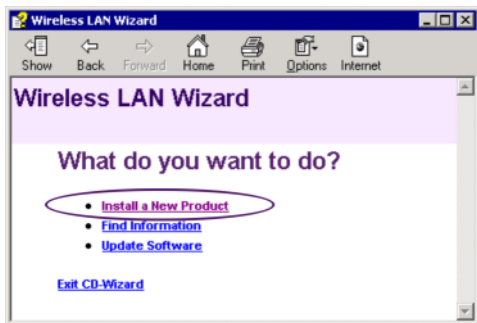 Wireless LAN Wizard
Show Back Forward Home Print Options Internet
Wireless LAN Wizard
What do you want to do?
• Install a New Product
• Find Information
• Update Software
Exit CD-Wizard